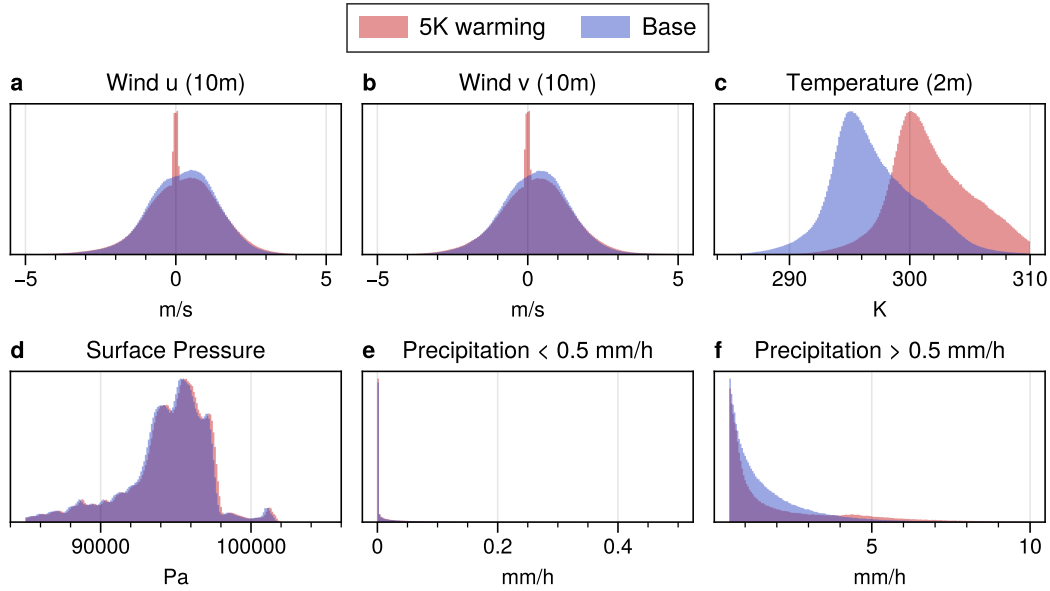 5K warming Base
a Wind u (10m) b Wind v (10m) c Temperature (2m)
−5 0 5 −5 0 5 290 300 310
m/s m/s K
d Surface Pressure e Precipitation < 0.5 mm/h f Precipitation > 0.5 mm/h
90000 100000 0 0.2 0.4 5 10
Pa mm/h mm/h